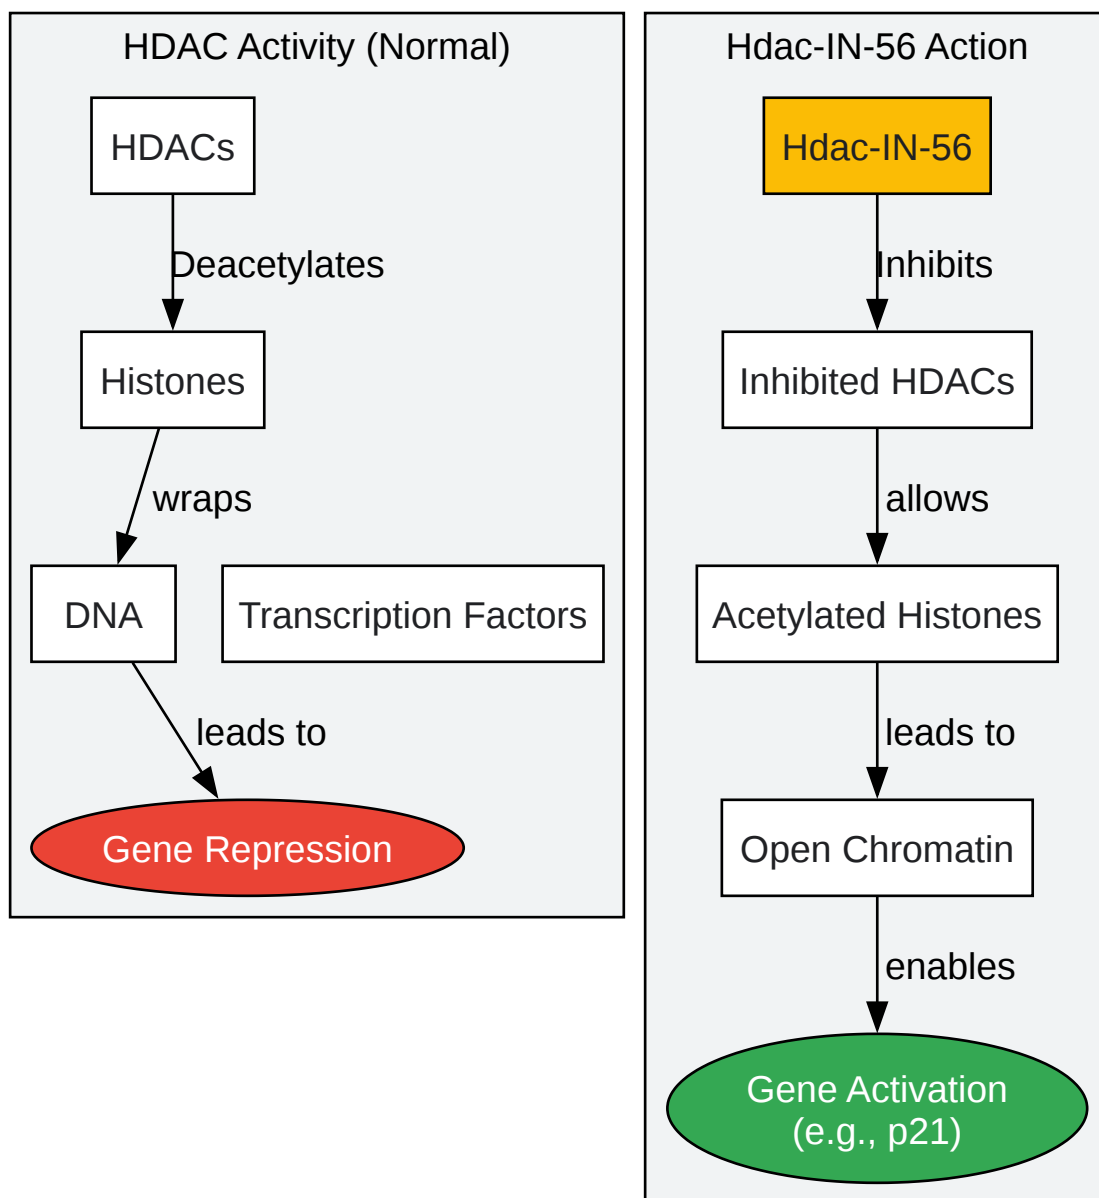 HDAC Activity (Normal)
HDACs
Deacetylates
Histones
wraps
DNA
Transcription Factors
leads to
Gene Repression
Hdac-IN-56 Action
Hdac-IN-56
Inhibits
Inhibited HDACs
allows
Acetylated Histones
leads to
Open Chromatin
enables
Gene Activation
(e.g., p21)